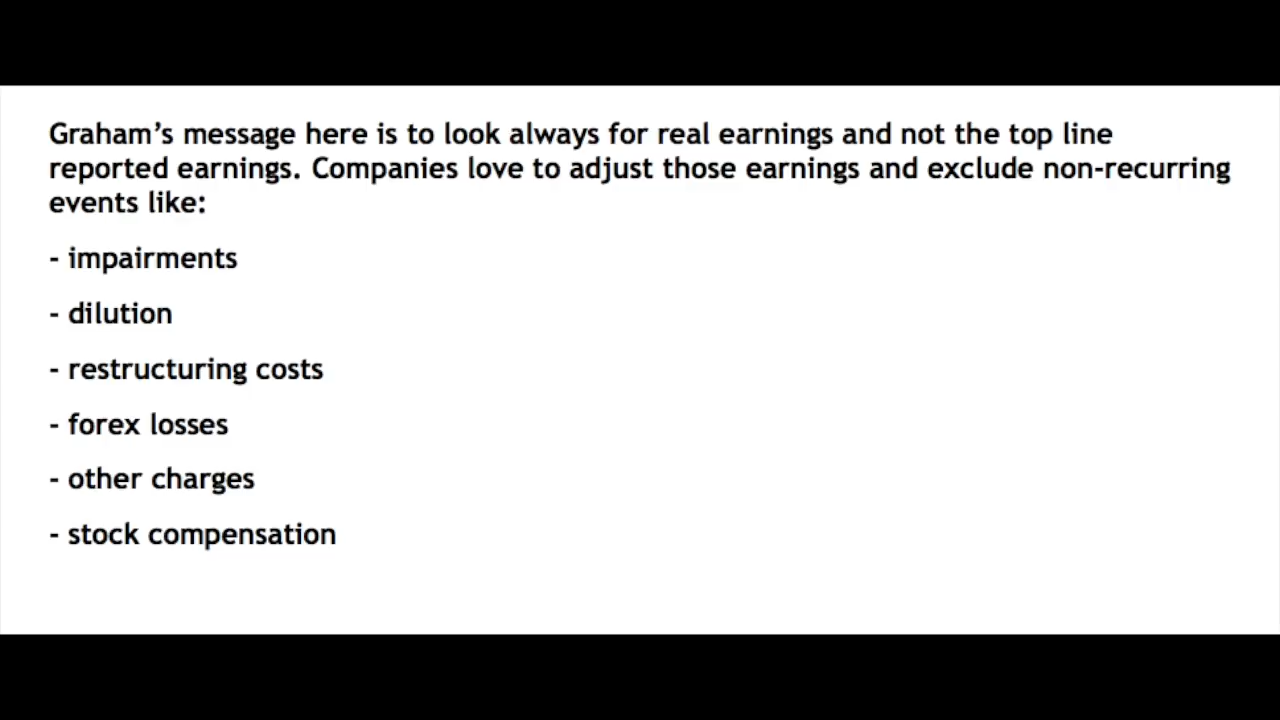 Graham’s message here is to look always for real earnings and not the top line
reported earnings. Companies love to adjust those earnings and exclude non-recurring
events like:
- impairments
- dilution
- restructuring costs
- forex losses
- other charges
- stock compensation